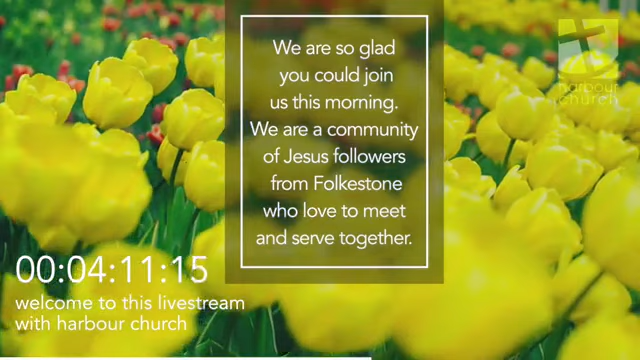 We are so glad
you could join
us this morning.
We are a community
of Jesus followers
from Folkestone
who love to meet
and serve together.
harbour
church
00:04:11:15
welcome to this livestream
with harbour church